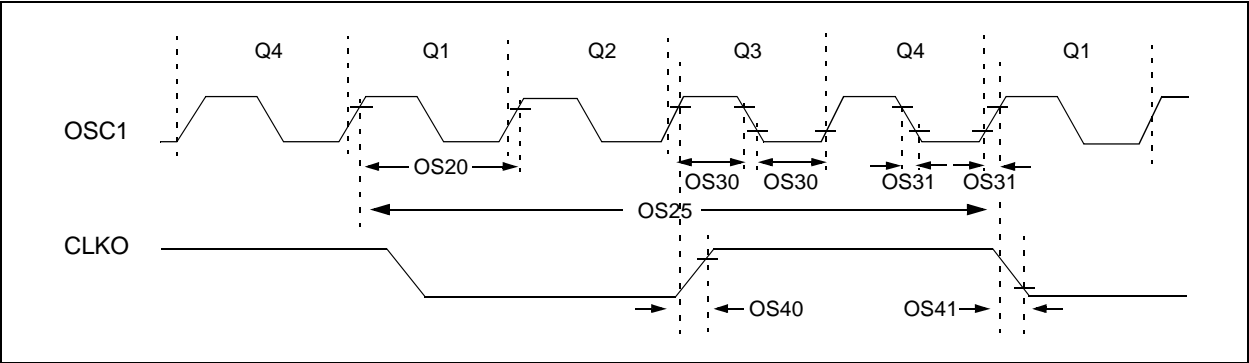 Q4 Q1 Q2 Q3 Q4 Q1
OSC1
OS20
OS30 OS30 OS31 OS31
OS25
CLKO
OS40 OS41